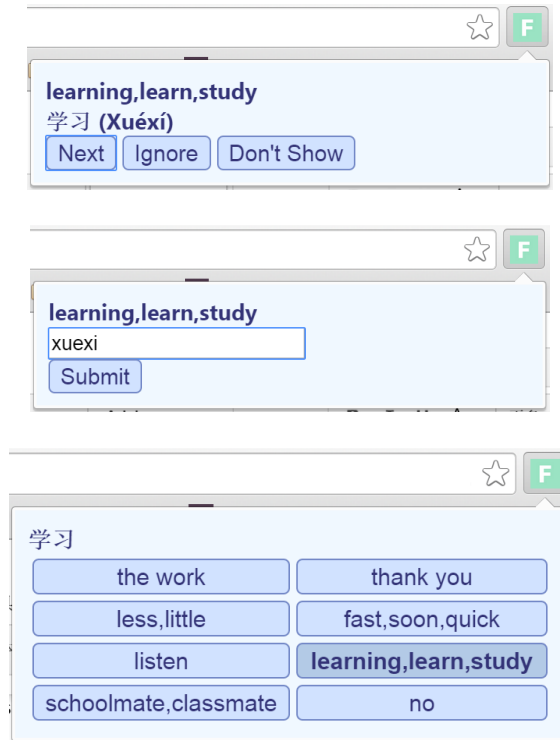 F
learning,learn,study
学习 (Xuéxí)
Next Ignore Don't Show
F
learning,learn,study
xuexi
Submit
F
学习
the work thank you
less,little fast,soon,quick
listen learning,learn,study
schoolmate,classmate no